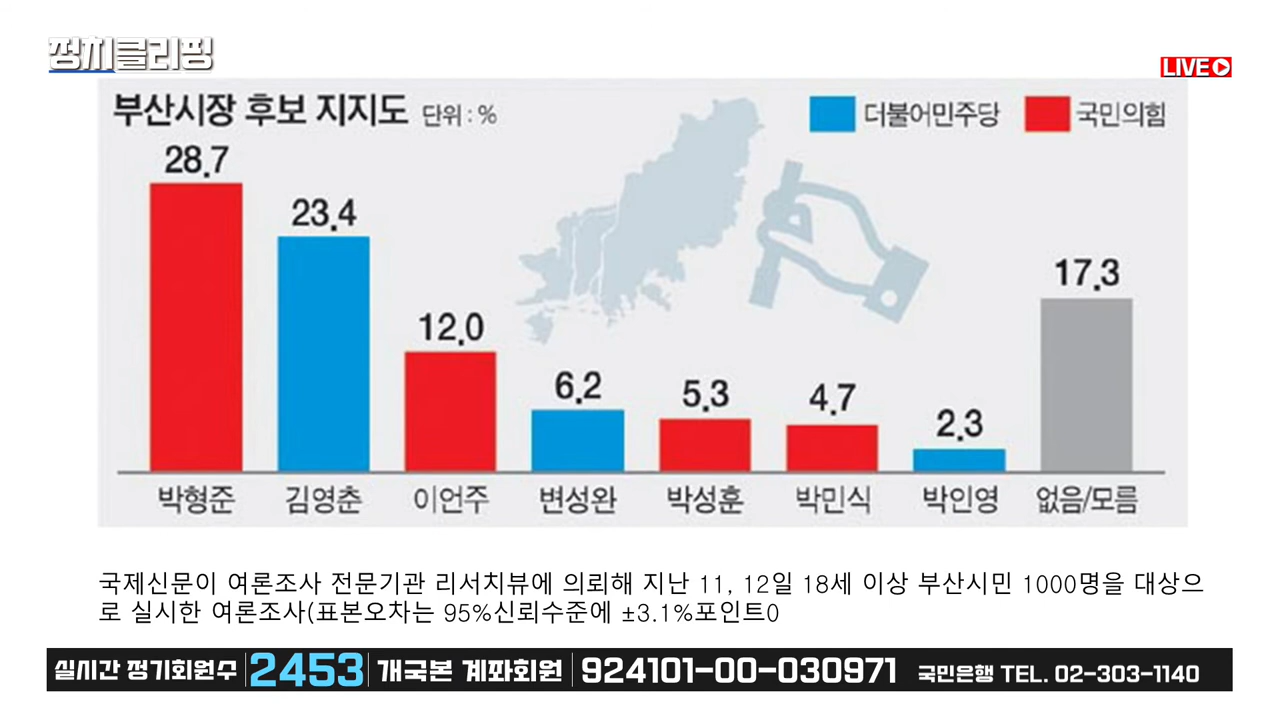 정치클리핑
LIVE
부산시장 후보 지지도 단위 : %
더불어민주당 국민의힘
28.7
23.4
12.0
6.2
5.3
4.7
2.3
17.3
박형준 김영춘 이언주 변성완 박성훈 박민식 박인영 없음/모름
국제신문이 여론조사 전문기관 리서치뷰에 의뢰해 지난 11, 12일 18세 이상 부산시민 1000명을 대상으
로 실시한 여론조사(표본오차는 95%신뢰수준에 ±3.1%포인트0
실시간 정기회원수 2453 개국본 계좌회원 924101-00-030971 국민은행 TEL. 02-303-1140